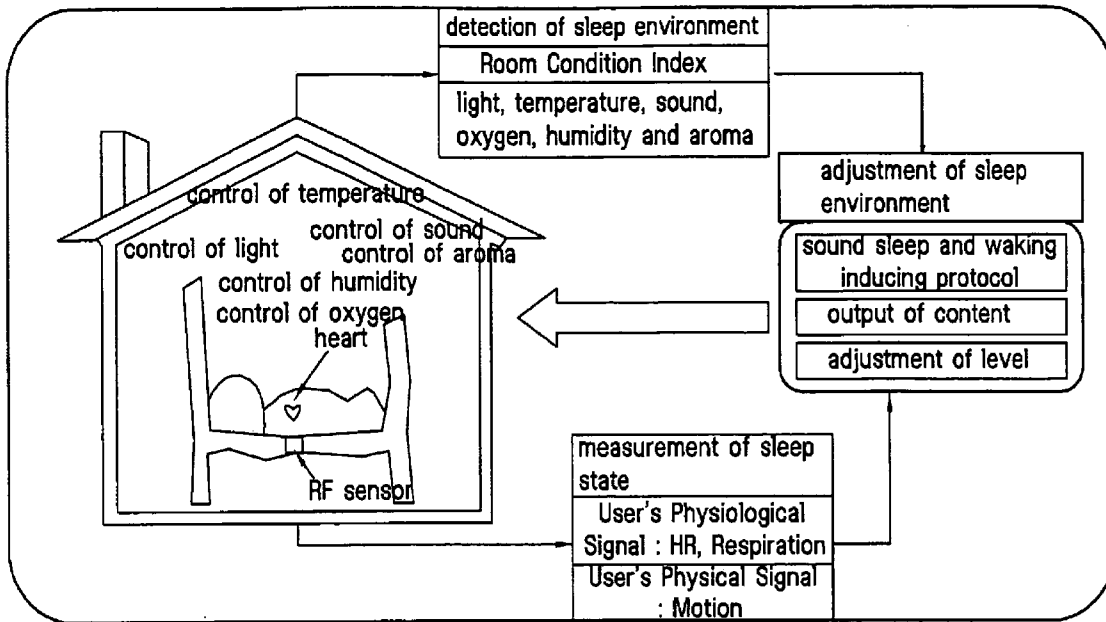 detection of sleep environment
Room Condition Index
light, temperature, sound,
oxygen, humidity and aroma
adjustment of sleep
environment
sound sleep and waking
inducing protocol
output of content
adjustment of level
control of temperature
control of sound
control of light
control of aroma
control of humidity
control of oxygen
heart
RF sensor
measurement of sleep
state
User's Physiological
Signal : HR, Respiration
User's Physical Signal
: Motion